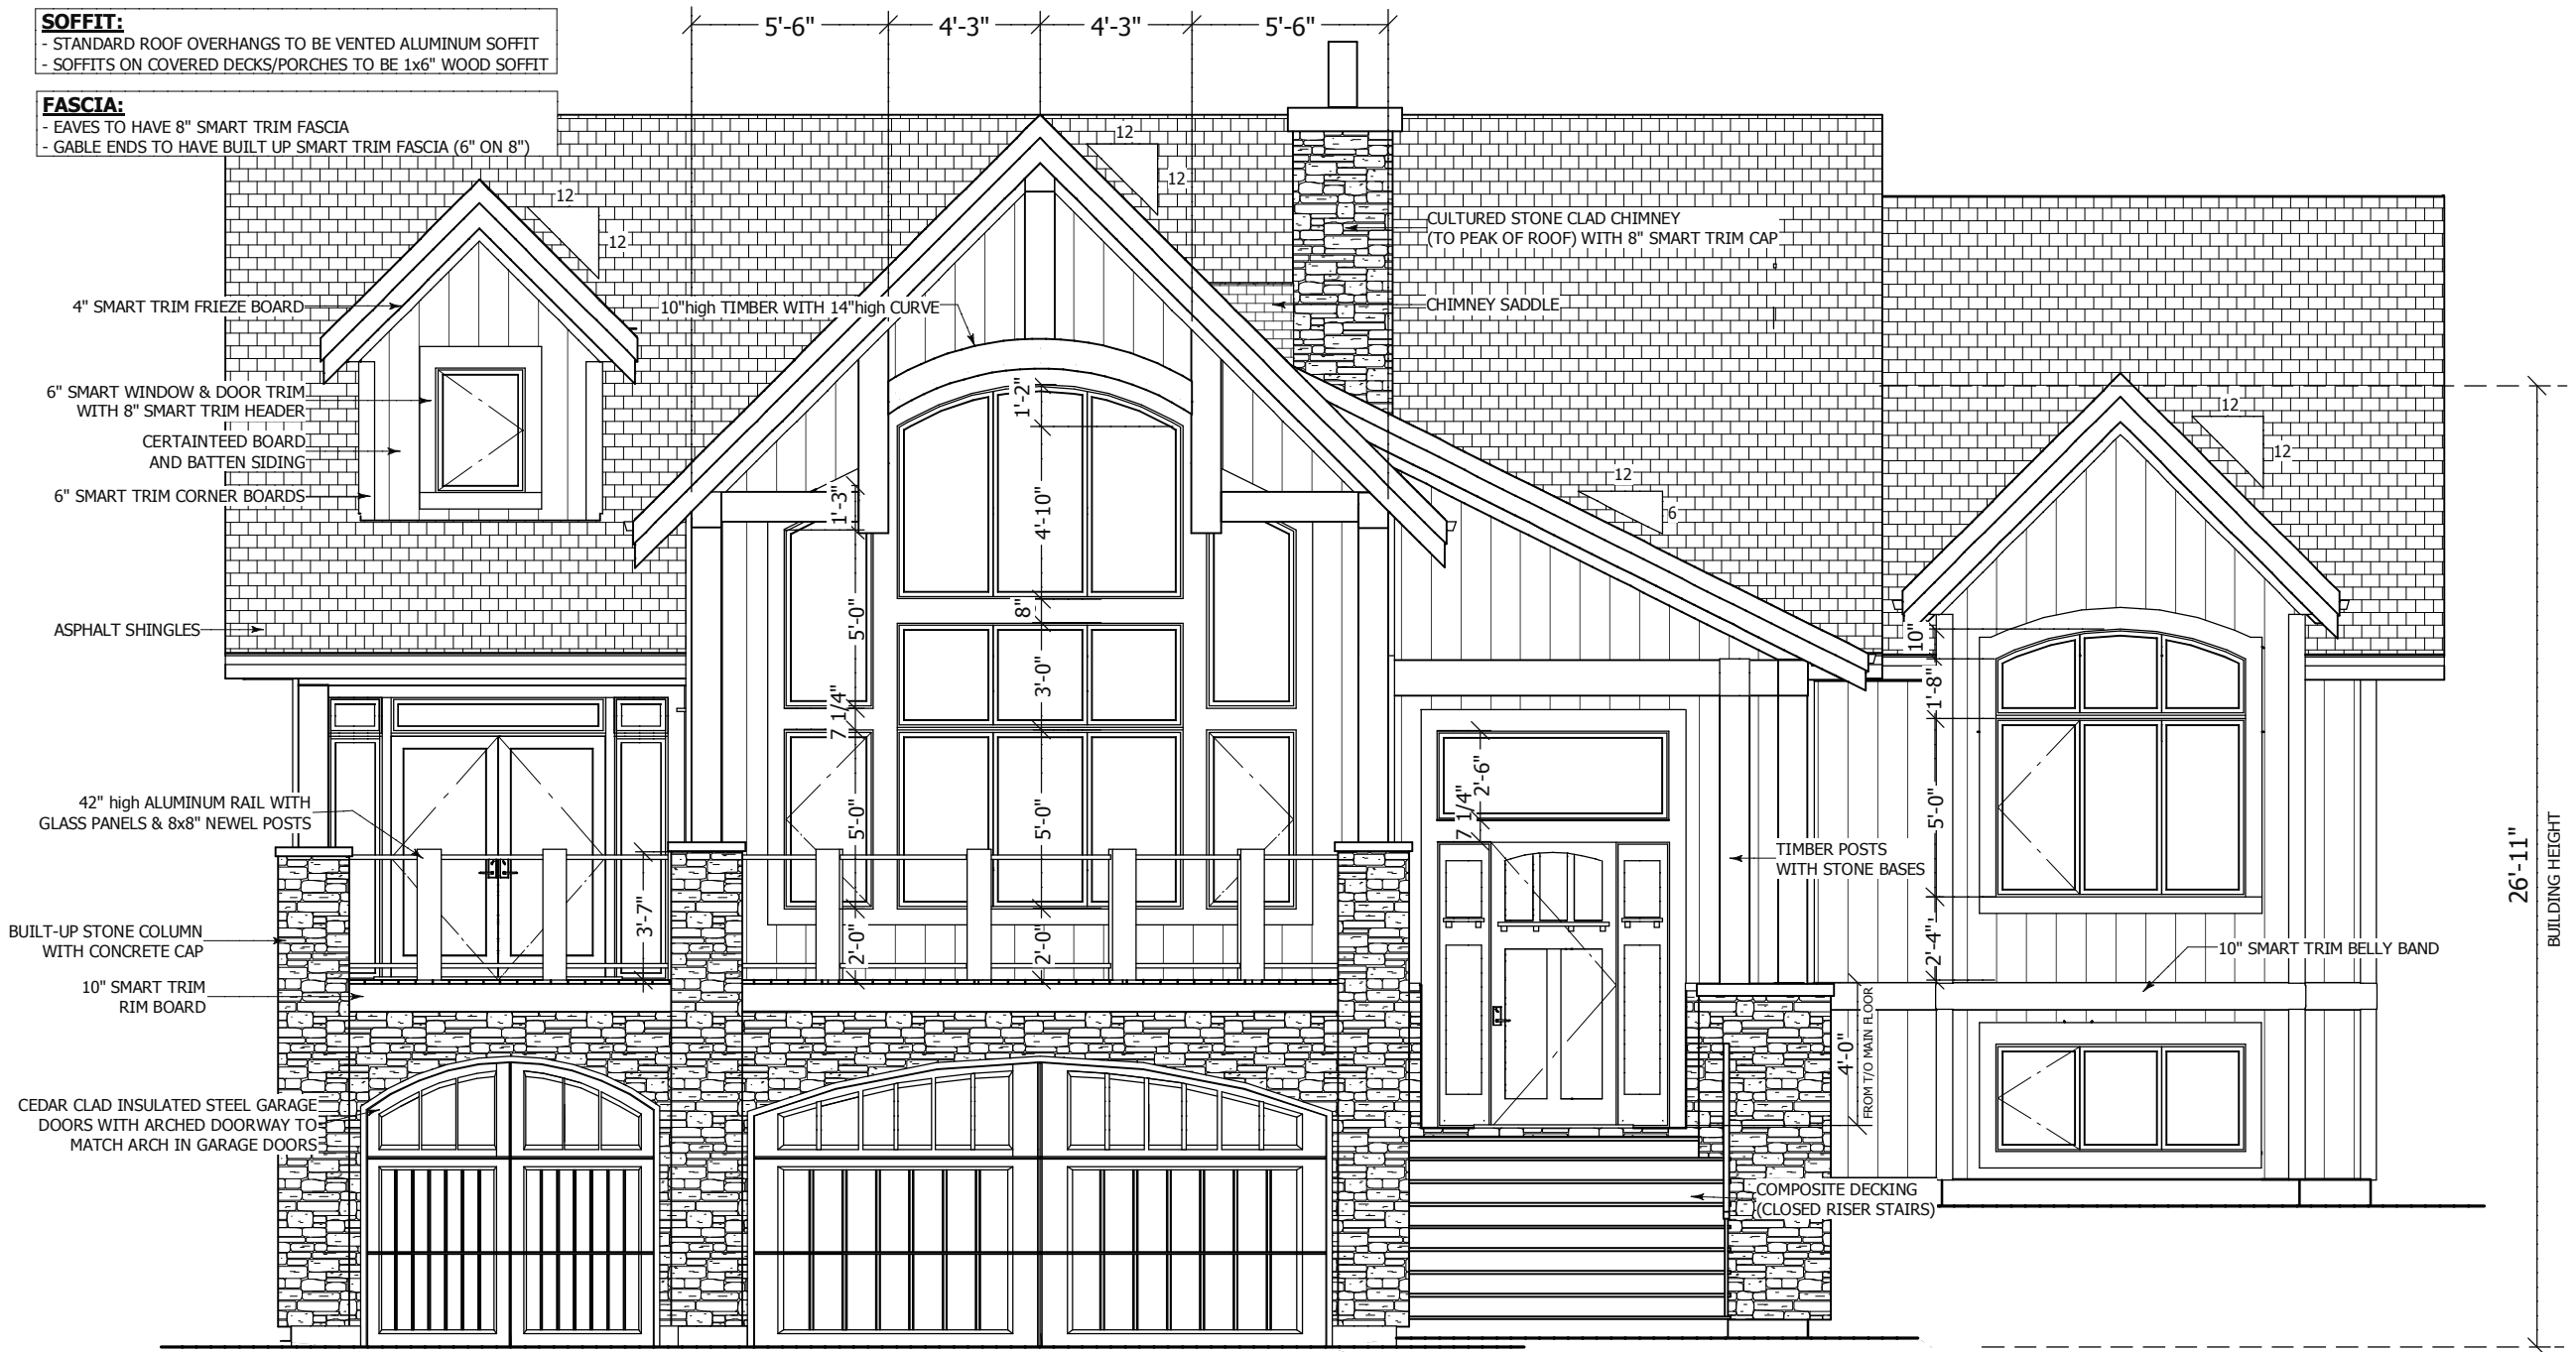 SOFFIT:
- STANDARD ROOF OVERHANGS TO BE VENTED ALUMINUM SOFFIT
- SOFFITS ON COVERED DECKS/PORCHES TO BE 1x6" WOOD SOFFIT
FASCIA:
- EAVES TO HAVE 8" SMART TRIM FASCIA
- GABLE ENDS TO HAVE BUILT UP SMART TRIM FASCIA (6" ON 8")
5'-6"
4'-3"
4'-3"
5'-6"
12
12
12
12
CULTURED STONE CLAD CHIMNEY
(TO PEAK OF ROOF) WITH 8" SMART TRIM CAP
4" SMART TRIM FRIEZE BOARD
10"high TIMBER WITH 14"high CURVE
CHIMNEY SADDLE
6" SMART WINDOW & DOOR TRIM
WITH 8" SMART TRIM HEADER
CERTAINTEED BOARD
AND BATTEN SIDING
6" SMART TRIM CORNER BOARDS
ASPHALT SHINGLES
1'-2"
4'-10"
8"
3'-0"
5'-0"
2'-0"
1'-3"
5'-0"
7 1/4"
5'-0"
2'-0"
12
6
12
12
10"
1'-8"
5'-0"
2'-4"
2'-6"
7 1/4"
42" high ALUMINUM RAIL WITH
GLASS PANELS & 8x8" NEWEL POSTS
3'-7"
TIMBER POSTS
WITH STONE BASES
BUILT-UP STONE COLUMN
WITH CONCRETE CAP
10" SMART TRIM
RIM BOARD
10" SMART TRIM BELLY BAND
4'-0"
FROM T/O MAIN FLOOR
CEDAR CLAD INSULATED STEEL GARAGE
DOORS WITH ARCHED DOORWAY TO
MATCH ARCH IN GARAGE DOORS
COMPOSITE DECKING
(CLOSED RISER STAIRS)
26'-11"
BUILDING HEIGHT